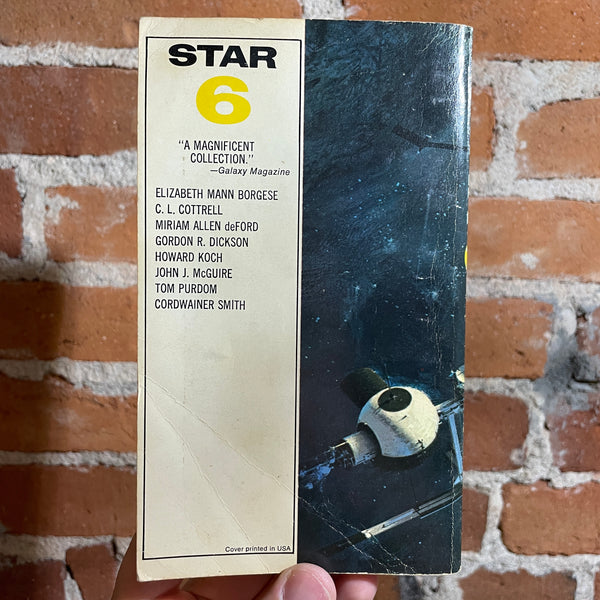 STAR
6
"A MAGNIFICENT
COLLECTION."
—Galaxy Magazine
ELIZABETH MANN BORGESE
C. L. COTTRELL
MIRIAM ALLEN deFORD
GORDON R. DICKSON
HOWARD KOCH
JOHN J. McGUIRE
TOM PURDOM
CORDWAINER SMITH
Cover printed in USA